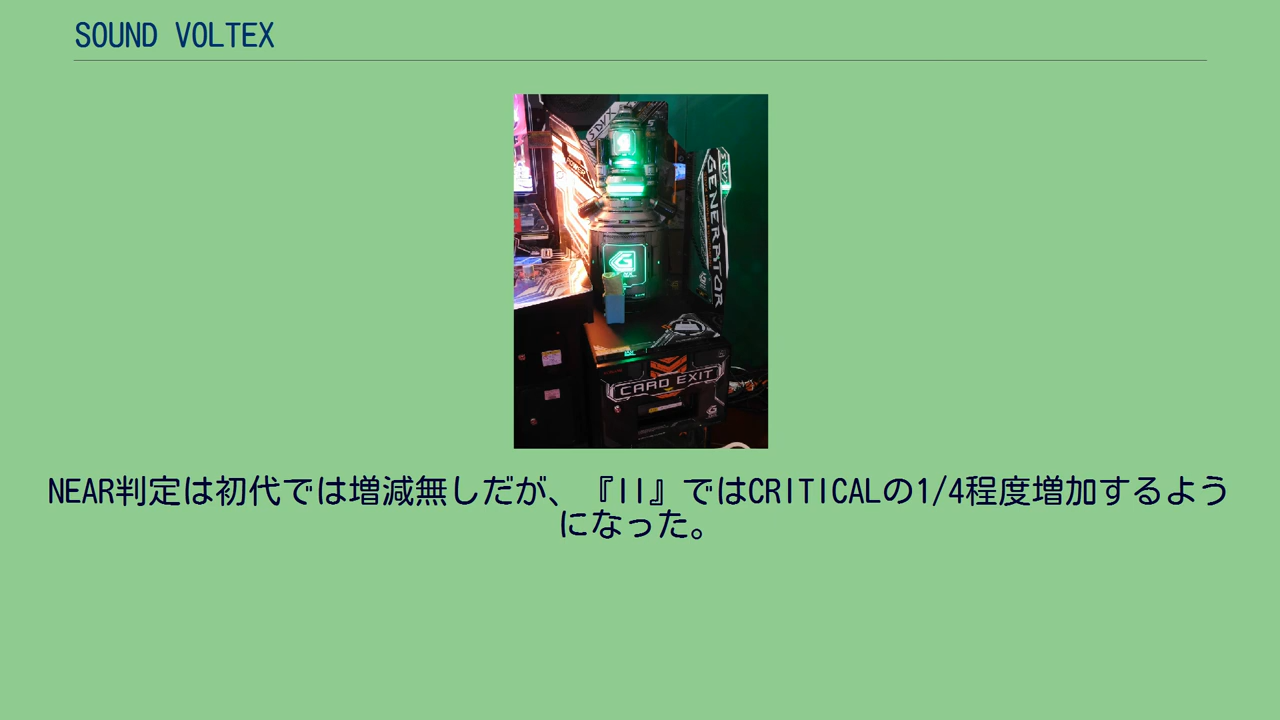 SOUND VOLTEX
SDVX
GENERATOR
G
CARD EXIT
NEAR判定は初代では増減無しだが、『II』ではCRITICALの1/4程度増加するよう
になった。